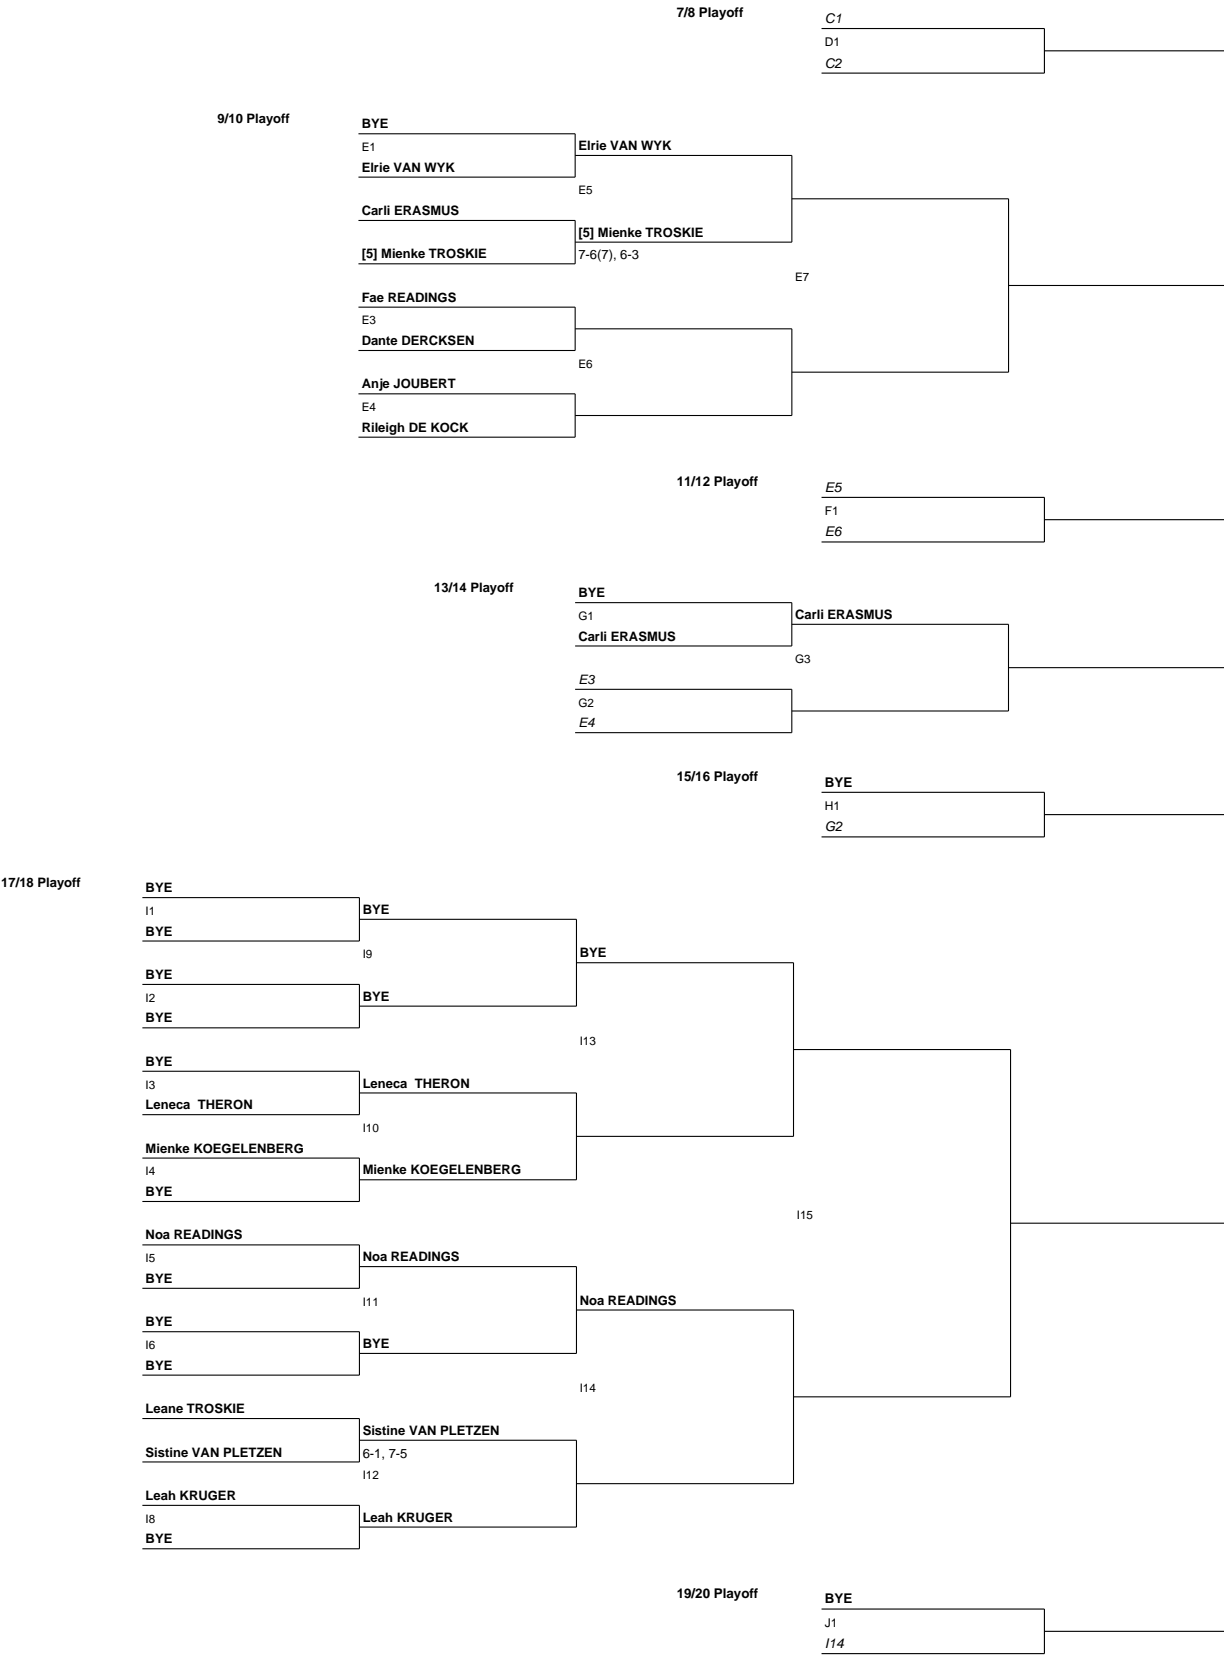 7/8 Playoff
C1
D1
C2
9/10 Playoff
BYE
E1
Elrie VAN WYK
Elrie VAN WYK
E5
Carli ERASMUS
[5] Mienke TROSKIE
[5] Mienke TROSKIE
7-6(7), 6-3
E7
Fae READINGS
E3
Dante DERCKSEN
E6
Anje JOUBERT
E4
Rileigh DE KOCK
11/12 Playoff
E5
F1
E6
13/14 Playoff
BYE
G1
Carli ERASMUS
Carli ERASMUS
G3
E3
G2
E4
15/16 Playoff
BYE
H1
G2
17/18 Playoff
BYE
I1
BYE
BYE
I9
BYE
BYE
I2
BYE
BYE
I13
BYE
I3
Leneca  THERON
Leneca  THERON
I10
Mienke KOEGELENBERG
I4
Mienke KOEGELENBERG
BYE
I15
Noa READINGS
I5
Noa READINGS
BYE
I11
Noa READINGS
BYE
I6
BYE
BYE
I14
Leane TROSKIE
Sistine VAN PLETZEN
Sistine VAN PLETZEN
6-1, 7-5
I12
Leah KRUGER
I8
Leah KRUGER
BYE
19/20 Playoff
BYE
J1
I14